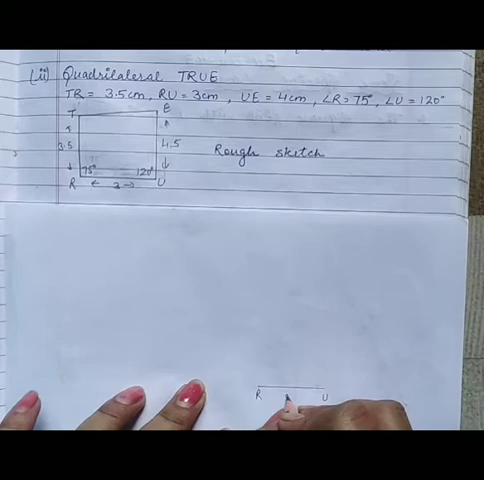 (ii) Quadrilateral TRUE
TR = 3.5cm, RU = 3cm, UE = 4cm, ∠R = 75°, ∠U = 120°
T E
3.5 4.5 Rough sketch
75° 120°
R ← 3 → U
R U